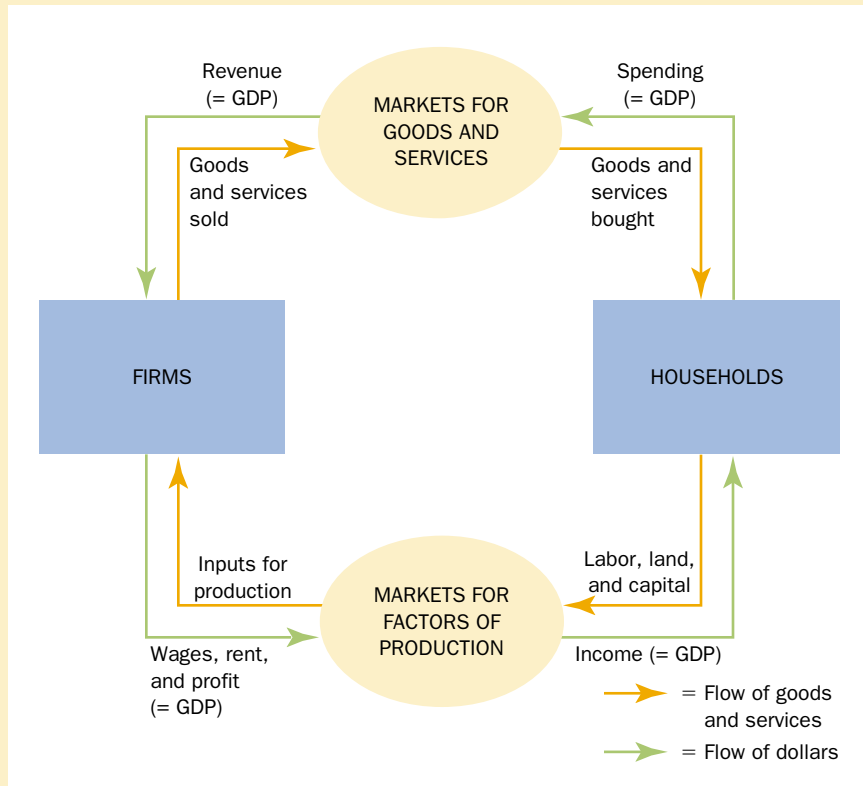 Revenue
(= GDP)
MARKETS FOR
GOODS AND
SERVICES
Spending
(= GDP)
Goods
and services
sold
Goods and
services
bought
FIRMS
HOUSEHOLDS
Inputs for
production
MARKETS FOR
FACTORS OF
PRODUCTION
Labor, land,
and capital
Wages, rent,
and profit
(= GDP)
Income (= GDP)
= Flow of goods
and services
= Flow of dollars